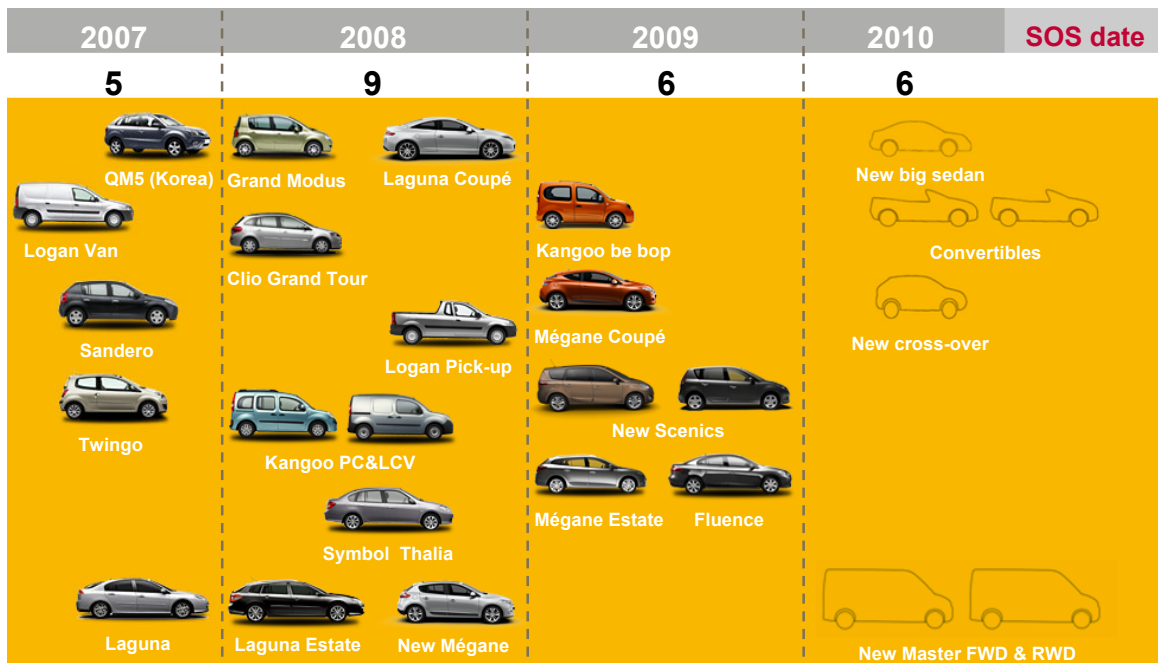 2007 2008 2009 2010 SOS date
5 9 6 6
QM5 (Korea)
Logan Van
Sandero
Twingo
Laguna
Grand Modus
Laguna Coupé
Clio Grand Tour
Logan Pick-up
Kangoo PC&LCV
Symbol Thalia
Laguna Estate
New Mégane
Kangoo be bop
Mégane Coupé
New Scenics
Mégane Estate
Fluence
New big sedan
Convertibles
New cross-over
New Master FWD & RWD